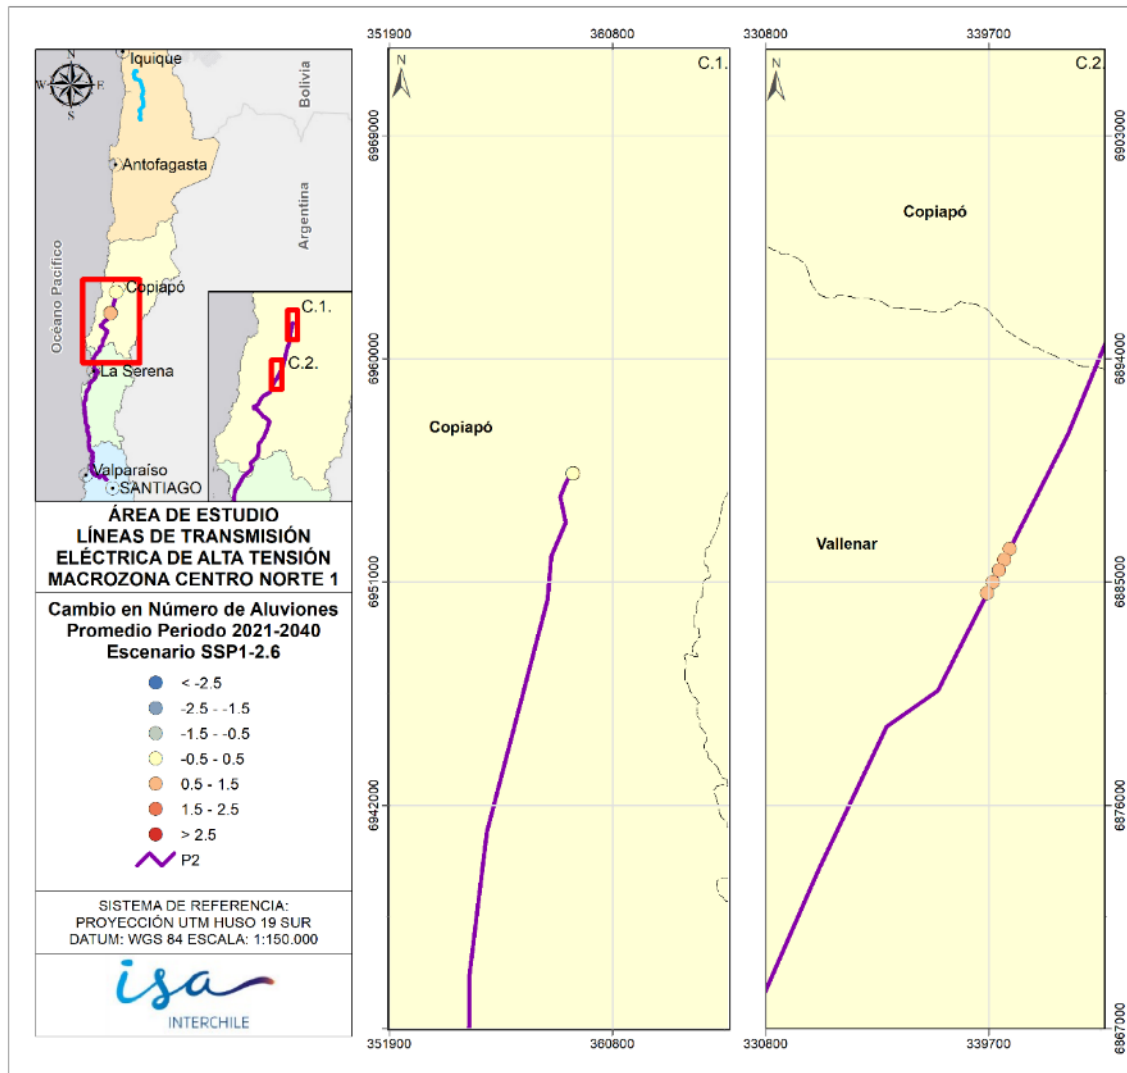 N
W
E
S
Iquique
Bolivia
Antofagasta
Argentina
Océano Pacífico
Copiapó
La Serena
Valparaíso
SANTIAGO
C.1.
C.2.
ÁREA DE ESTUDIO
LÍNEAS DE TRANSMISIÓN
ELÉCTRICA DE ALTA TENSIÓN
MACROZONA CENTRO NORTE 1
Cambio en Número de Aluviones
Promedio Periodo 2021-2040
Escenario SSP1-2.6
< -2.5
-2.5 - -1.5
-1.5 - -0.5
-0.5 - 0.5
0.5 - 1.5
1.5 - 2.5
> 2.5
P2
SISTEMA DE REFERENCIA:
PROYECCIÓN UTM HUSO 19 SUR
DATUM: WGS 84 ESCALA: 1:150.000
isa
INTERCHILE
351900
360800
N
C.1.
6969000
6960000
6951000
6942000
Copiapó
351900
360800
330800
339700
N
C.2.
6903000
6894000
6885000
6876000
6867000
Copiapó
Vallenar
330800
339700